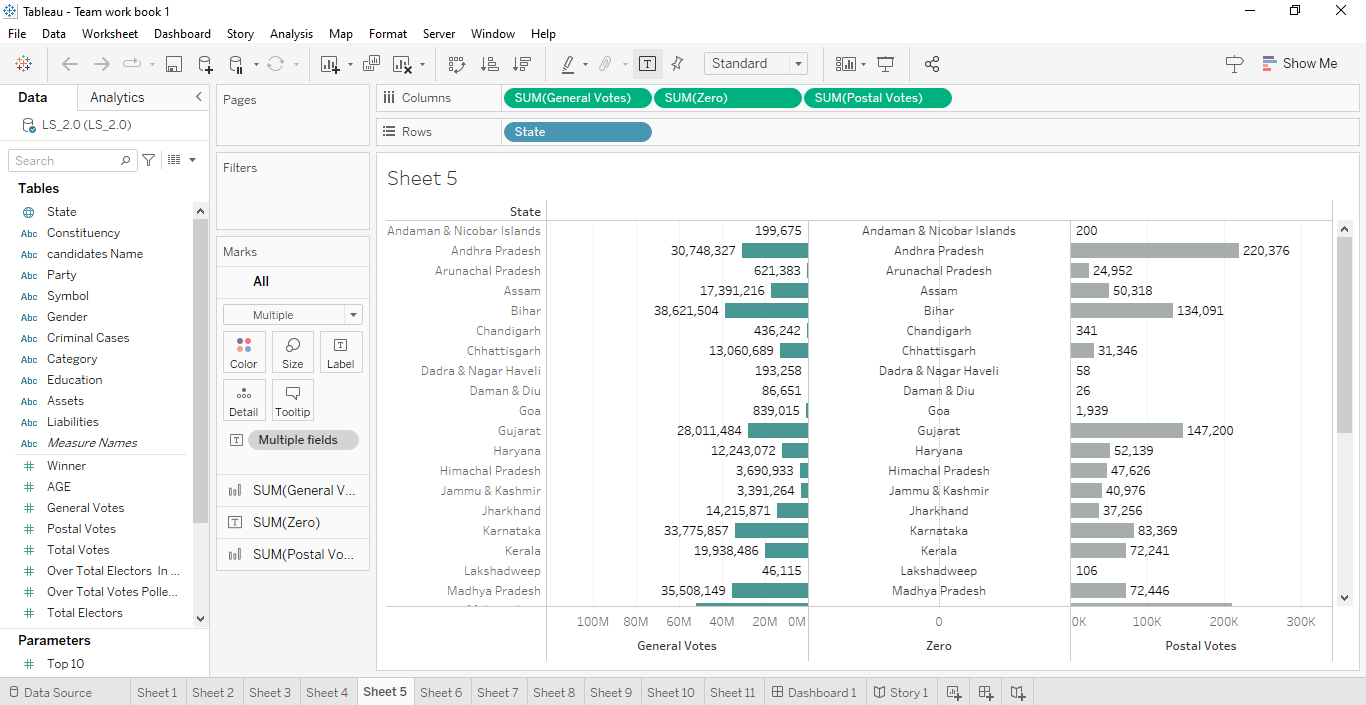 Tableau - Team work book 1
File Data Worksheet Dashboard Story Analysis Map Format Server Window Help
Standard
Show Me
Data Analytics
LS_2.0 (LS_2.0)
Search
Tables
State
Abc Constituency
Abc candidates Name
Abc Party
Abc Symbol
Abc Gender
Abc Criminal Cases
Abc Category
Abc Education
Abc Assets
Abc Liabilities
Abc Measure Names
# Winner
# AGE
# General Votes
# Postal Votes
# Total Votes
# Over Total Electors In ...
# Over Total Votes Polle...
# Total Electors
Parameters
# Top 10
Pages
Filters
Marks
All
Multiple
Color Size T Label
Detail Tooltip
T Multiple fields
SUM(General V...
T SUM(Zero)
SUM(Postal Vo...
Columns SUM(General Votes) SUM(Zero) SUM(Postal Votes)
Rows State
Sheet 5
State
Andaman & Nicobar Islands 199,675 Andaman & Nicobar Islands 200
Andhra Pradesh 30,748,327 Andhra Pradesh 220,376
Arunachal Pradesh 621,383 Arunachal Pradesh 24,952
Assam 17,391,216 Assam 50,318
Bihar 38,621,504 Bihar 134,091
Chandigarh 436,242 Chandigarh 341
Chhattisgarh 13,060,689 Chhattisgarh 31,346
Dadra & Nagar Haveli 193,258 Dadra & Nagar Haveli 58
Daman & Diu 86,651 Daman & Diu 26
Goa 839,015 Goa 1,939
Gujarat 28,011,484 Gujarat 147,200
Haryana 12,243,072 Haryana 52,139
Himachal Pradesh 3,690,933 Himachal Pradesh 47,626
Jammu & Kashmir 3,391,264 Jammu & Kashmir 40,976
Jharkhand 14,215,871 Jharkhand 37,256
Karnataka 33,775,857 Karnataka 83,369
Kerala 19,938,486 Kerala 72,241
Lakshadweep 46,115 Lakshadweep 106
Madhya Pradesh 35,508,149 Madhya Pradesh 72,446
100M 80M 60M 40M 20M 0M 0 0K 100K 200K 300K
General Votes Zero Postal Votes
Data Source Sheet 1 Sheet 2 Sheet 3 Sheet 4 Sheet 5 Sheet 6 Sheet 7 Sheet 8 Sheet 9 Sheet 10 Sheet 11 Dashboard 1 Story 1